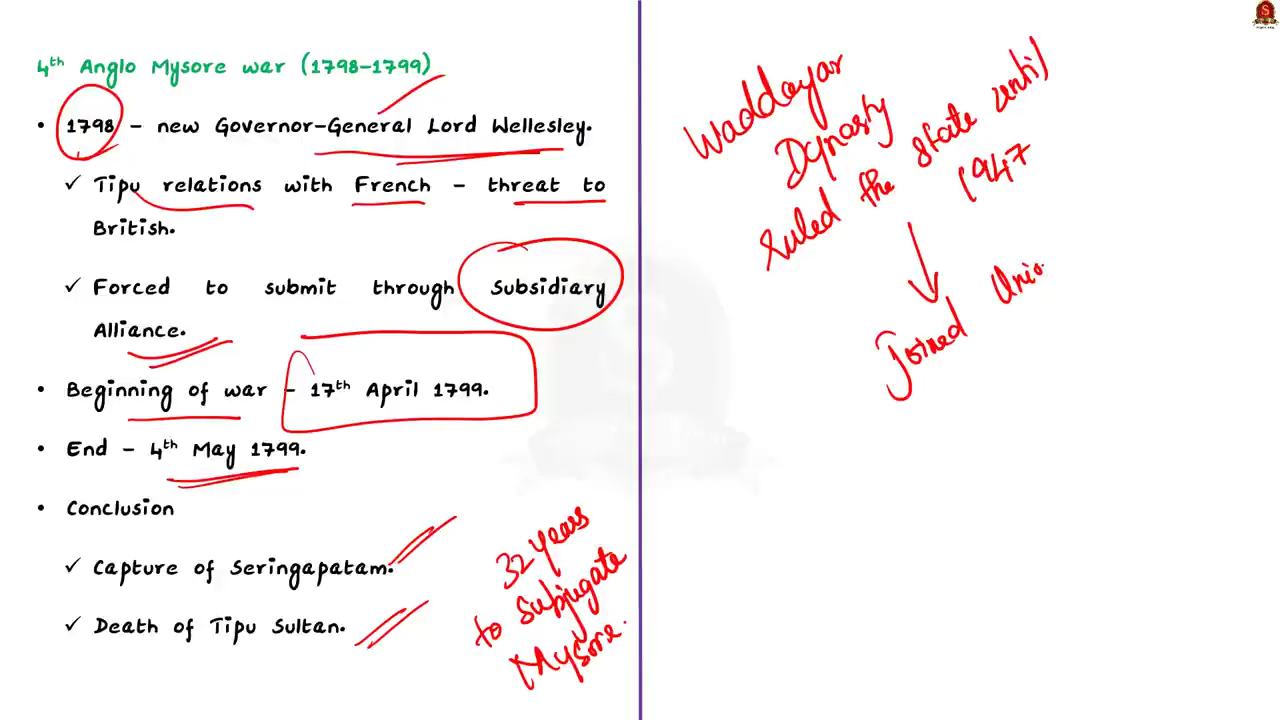 4th Anglo Mysore war (1798-1799)
• 1798 - new Governor-General Lord Wellesley.
✓ Tipu relations with French - threat to
British.
✓ Forced to submit through Subsidiary
Alliance.
• Beginning of war - 17th April 1799.
• End - 4th May 1799.
• Conclusion
✓ Capture of Seringapatam.
✓ Death of Tipu Sultan.
32 years
to subjugate
Mysore.
Waddeyar
Dynasty
ruled the state until
1947
Joined Unio